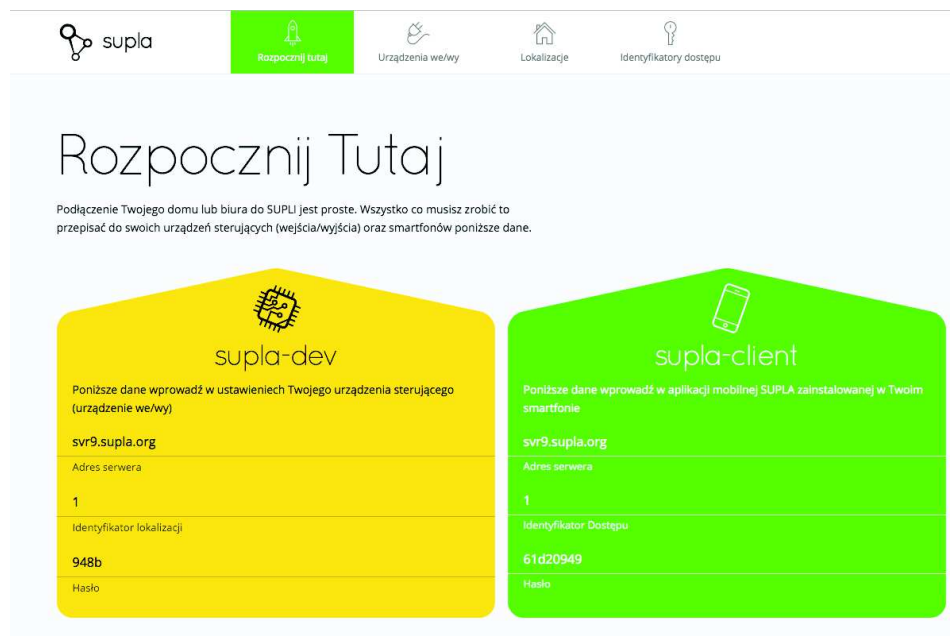 supla
Rozpocznij tutaj
Urządzenia we/wy
Lokalizacje
Identyfikatory dostępu
Rozpocznij Tutaj
Podłączenie Twojego domu lub biura do SUPLI jest proste. Wszystko co musisz zrobić to
przepisać do swoich urządzeń sterujących (wejścia/wyjścia) oraz smartfonów poniższe dane.
supla-dev
Poniższe dane wprowadź w ustawieniech Twojego urządzenia sterującego
(urządzenie we/wy)
svr9.supla.org
Adres serwera
1
Identyfikator lokalizacji
948b
Hasło
supla-client
Poniższe dane wprowadź w aplikacji mobilnej SUPLA zainstalowanej w Twoim
smartfonie
svr9.supla.org
Adres serwera
1
Identyfikator Dostępu
61d20949
Hasło